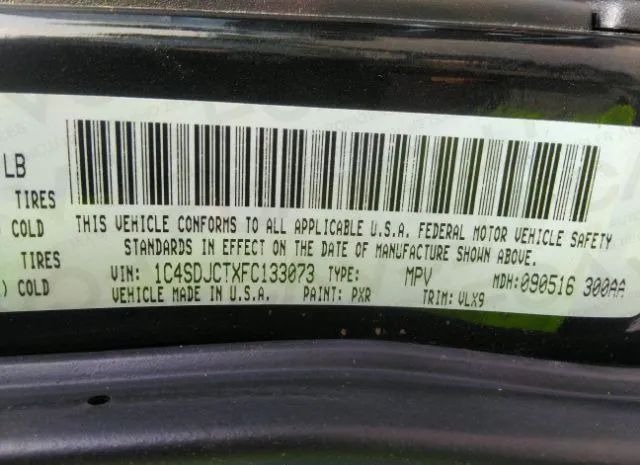 LB
TIRES
COLD
TIRES
) COLD
THIS VEHICLE CONFORMS TO ALL APPLICABLE U.S.A. FEDERAL MOTOR VEHICLE SAFETY
STANDARDS IN EFFECT ON THE DATE OF MANUFACTURE SHOWN ABOVE.
VIN: 1C4SDJCTXFC133073 TYPE: MPV MDH:090516 300AA
VEHICLE MADE IN U.S.A. PAINT: PXR TRIM: VLX9